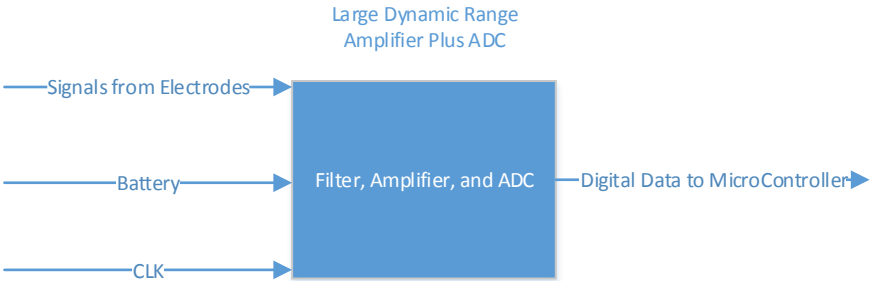 Large Dynamic Range
Amplifier Plus ADC
Signals from Electrodes
Battery
Filter, Amplifier, and ADC
Digital Data to MicroController
CLK